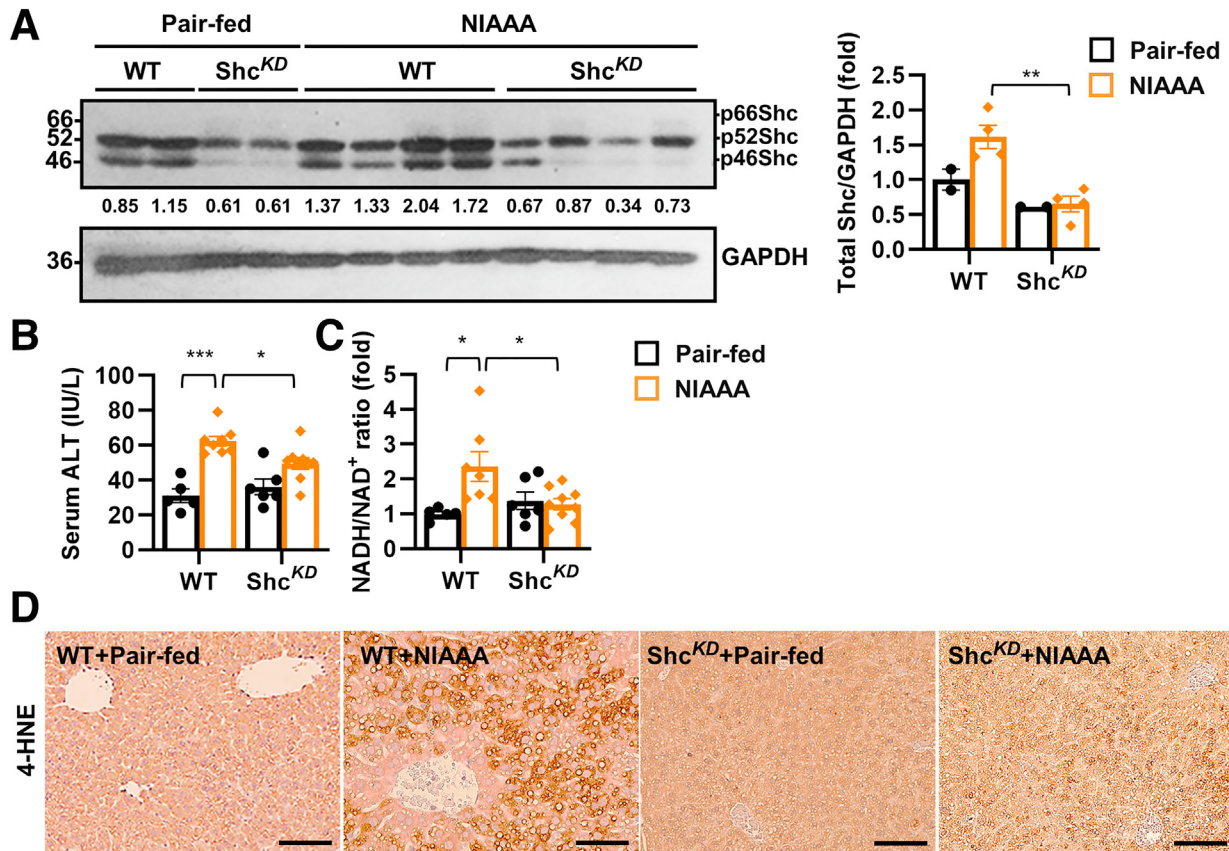 A
Pair-fed NIAAA
WT Shc^KD WT Shc^KD
66
52
46
p66Shc
p52Shc
p46Shc
0.85 1.15 0.61 0.61 1.37 1.33 2.04 1.72 0.67 0.87 0.34 0.73
36
GAPDH
Total Shc/GAPDH (fold)
2.5
2.0
1.5
1.0
0.5
0.0
**
WT Shc^KD
Pair-fed
NIAAA
B
Serum ALT (IU/L)
100
80
60
40
20
0
*** *
WT Shc^KD
C
NADH/NAD+ ratio (fold)
5
4
3
2
1
0
* *
WT Shc^KD
Pair-fed
NIAAA
D
4-HNE
WT+Pair-fed WT+NIAAA Shc^KD+Pair-fed Shc^KD+NIAAA